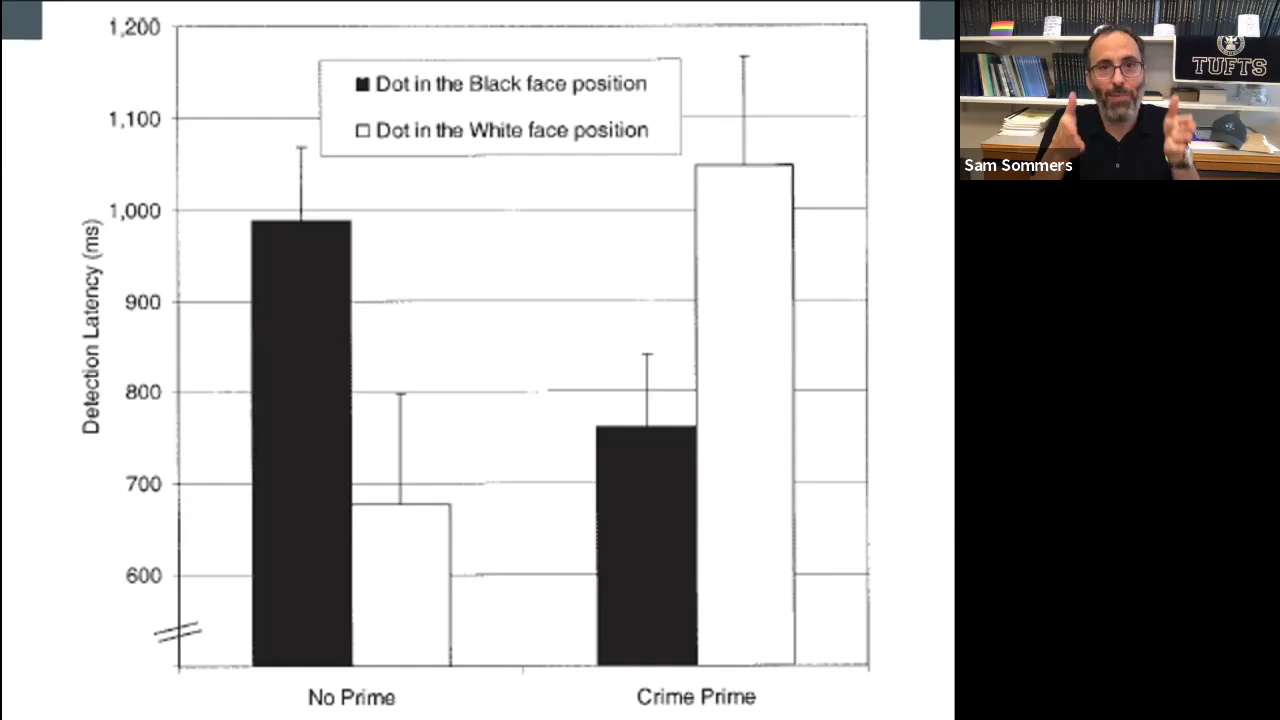 1,200
1,100
1,000
900
800
700
600
Detection Latency (ms)
Dot in the Black face position
Dot in the White face position
No Prime
Crime Prime
TUFTS
Sam Sommers